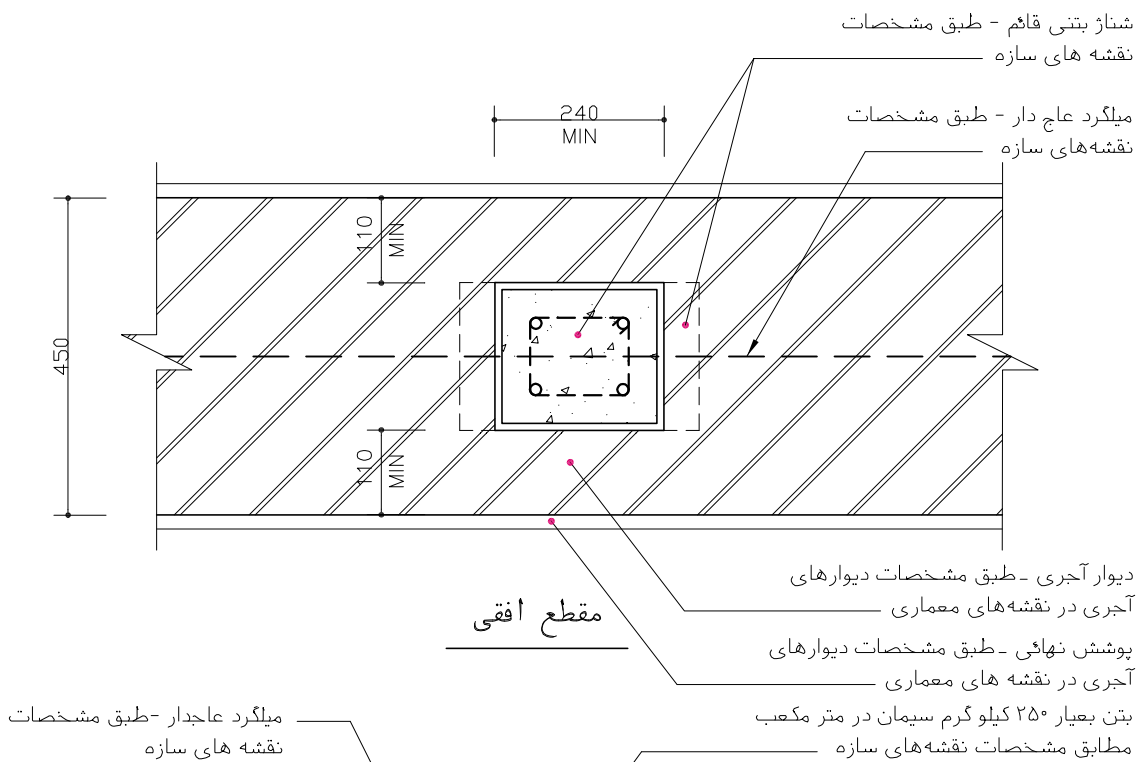 شناژ بتنی قائم - طبق مشخصات
نقشه های سازه
240
MIN
میلگرد عاج دار - طبق مشخصات
نقشه‌های سازه
110
MIN
450
110
MIN
دیوار آجری - طبق مشخصات دیوارهای
آجری در نقشه‌های معماری
مقطع افقی
پوشش نهائی - طبق مشخصات دیوارهای
آجری در نقشه های معماری
بتن بعیار ۲۵۰ کیلو گرم سیمان در متر مکعب
مطابق مشخصات نقشه‌های سازه
میلگرد عاجدار -طبق مشخصات
نقشه های سازه